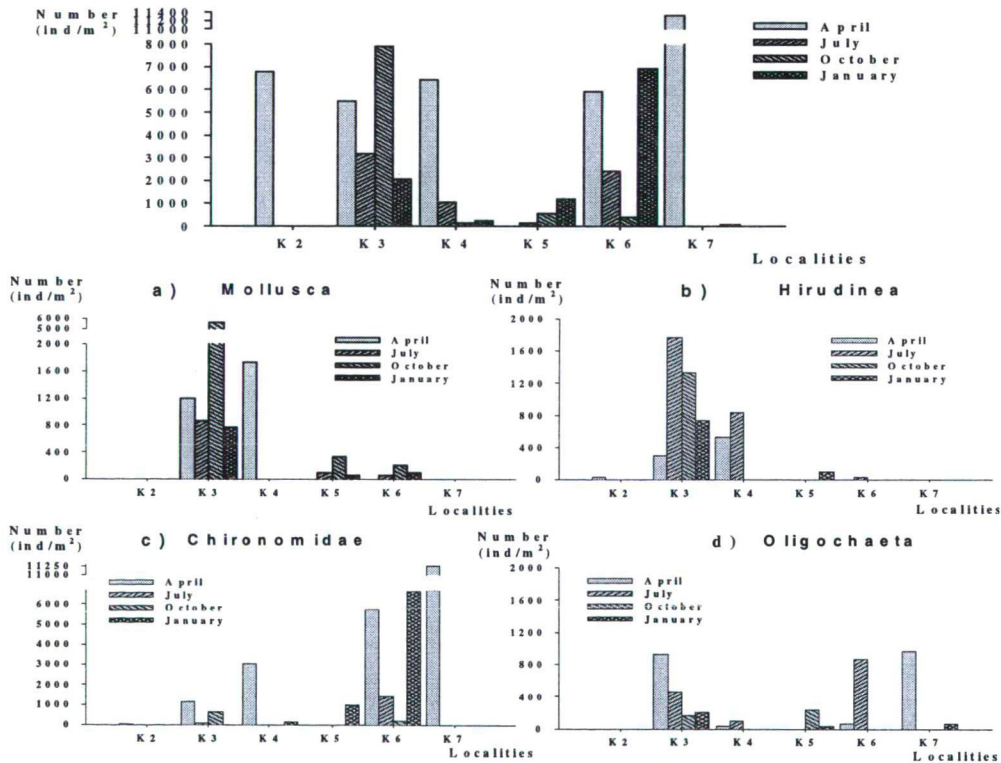 Number
(ind/m²)
11400
11200
11000
8000
7000
6000
5000
4000
3000
2000
1000
0
April
July
October
January
K2 K3 K4 K5 K6 K7
Localities
Number
(ind/m²)
a) Mollusca
6000
5000
2000
1200
800
400
0
April
July
October
January
K2 K3 K4 K5 K6 K7
Localities
Number
(ind/m²)
b) Hirudinea
2000
1600
1200
800
400
0
April
July
October
January
K2 K3 K4 K5 K6 K7
Localities
Number
(ind/m²)
c) Chironomidae
11250
11000
6000
5000
4000
3000
2000
1000
0
April
July
October
January
K2 K3 K4 K5 K6 K7
Localities
Number
(ind/m²)
d) Oligochaeta
2000
1600
1200
800
400
0
April
July
October
January
K2 K3 K4 K5 K6 K7
Localities